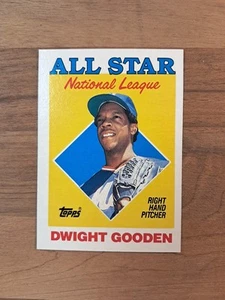 ALL STAR
National League
RIGHT
HAND
PITCHER
Topps
DWIGHT GOODEN